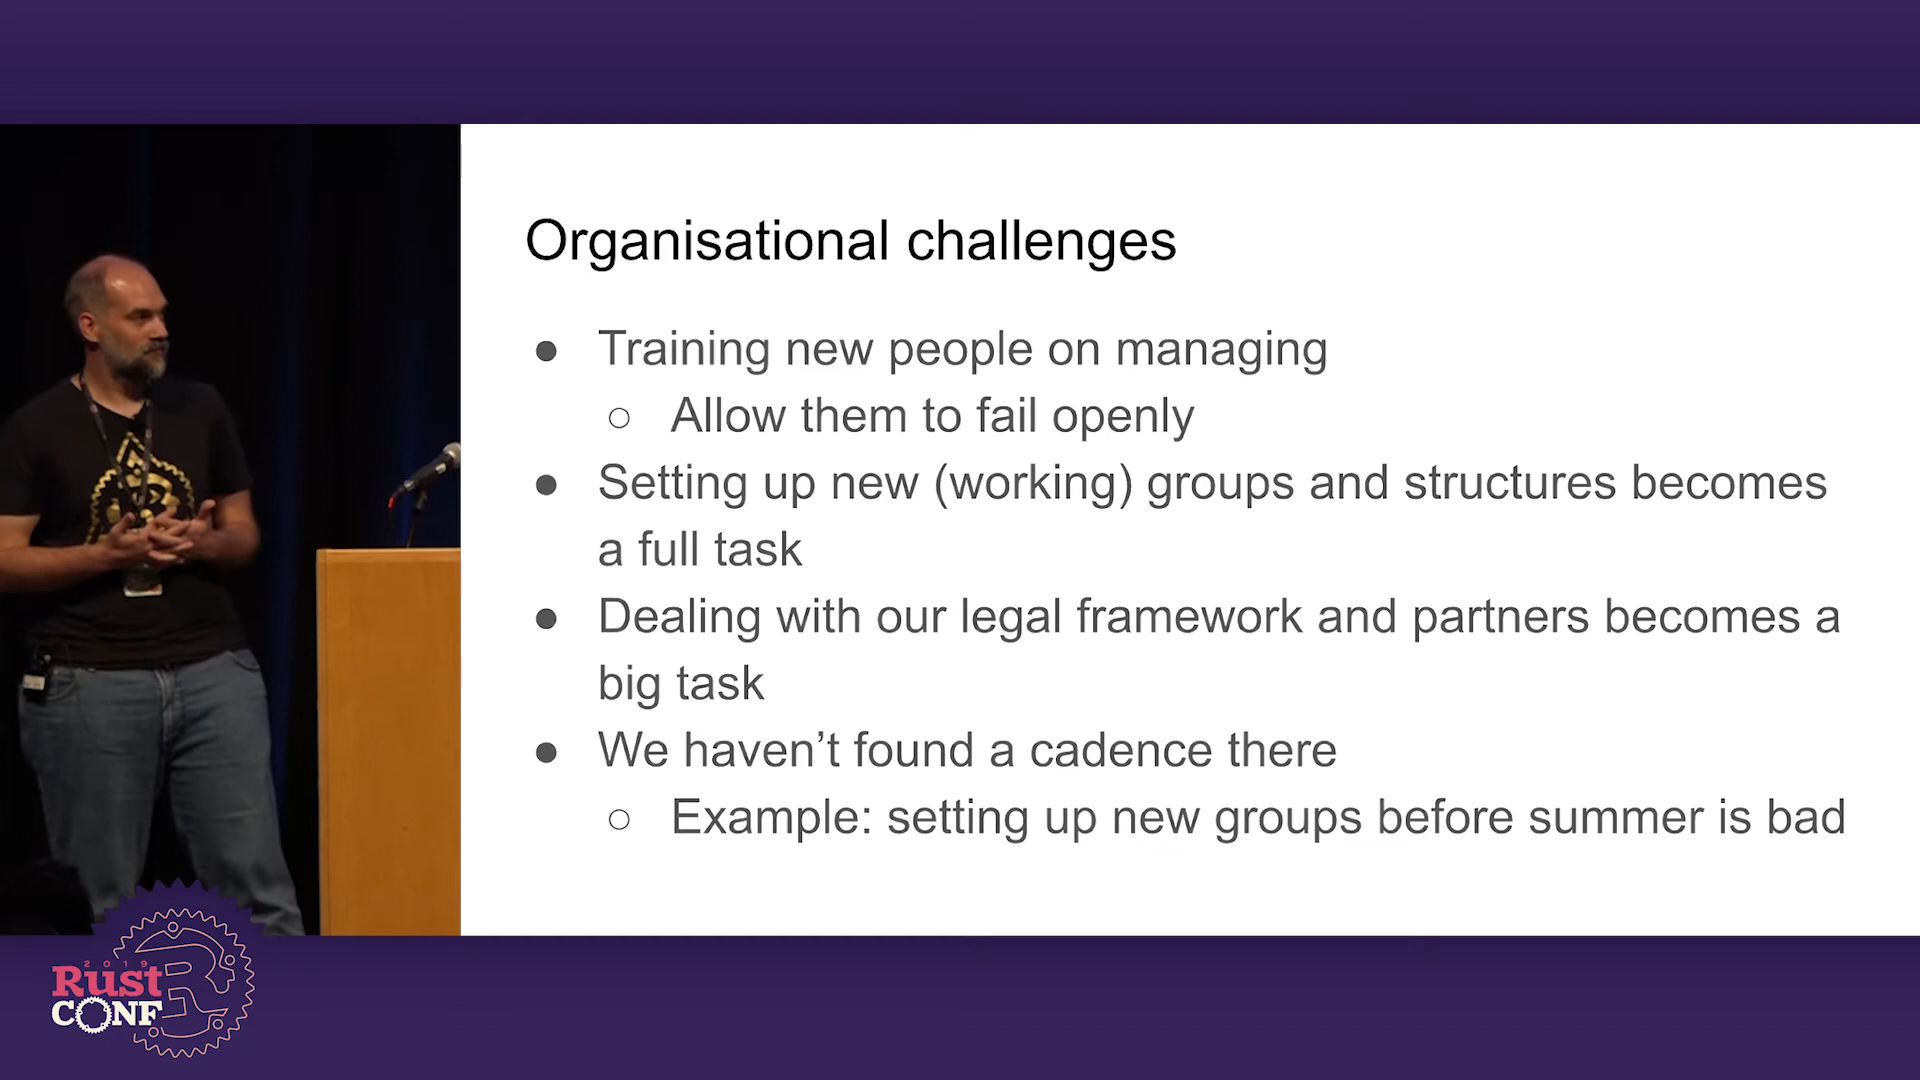 Organisational challenges
● Training new people on managing
○ Allow them to fail openly
● Setting up new (working) groups and structures becomes
a full task
● Dealing with our legal framework and partners becomes a
big task
● We haven’t found a cadence there
○ Example: setting up new groups before summer is bad
2019
Rust
CONF